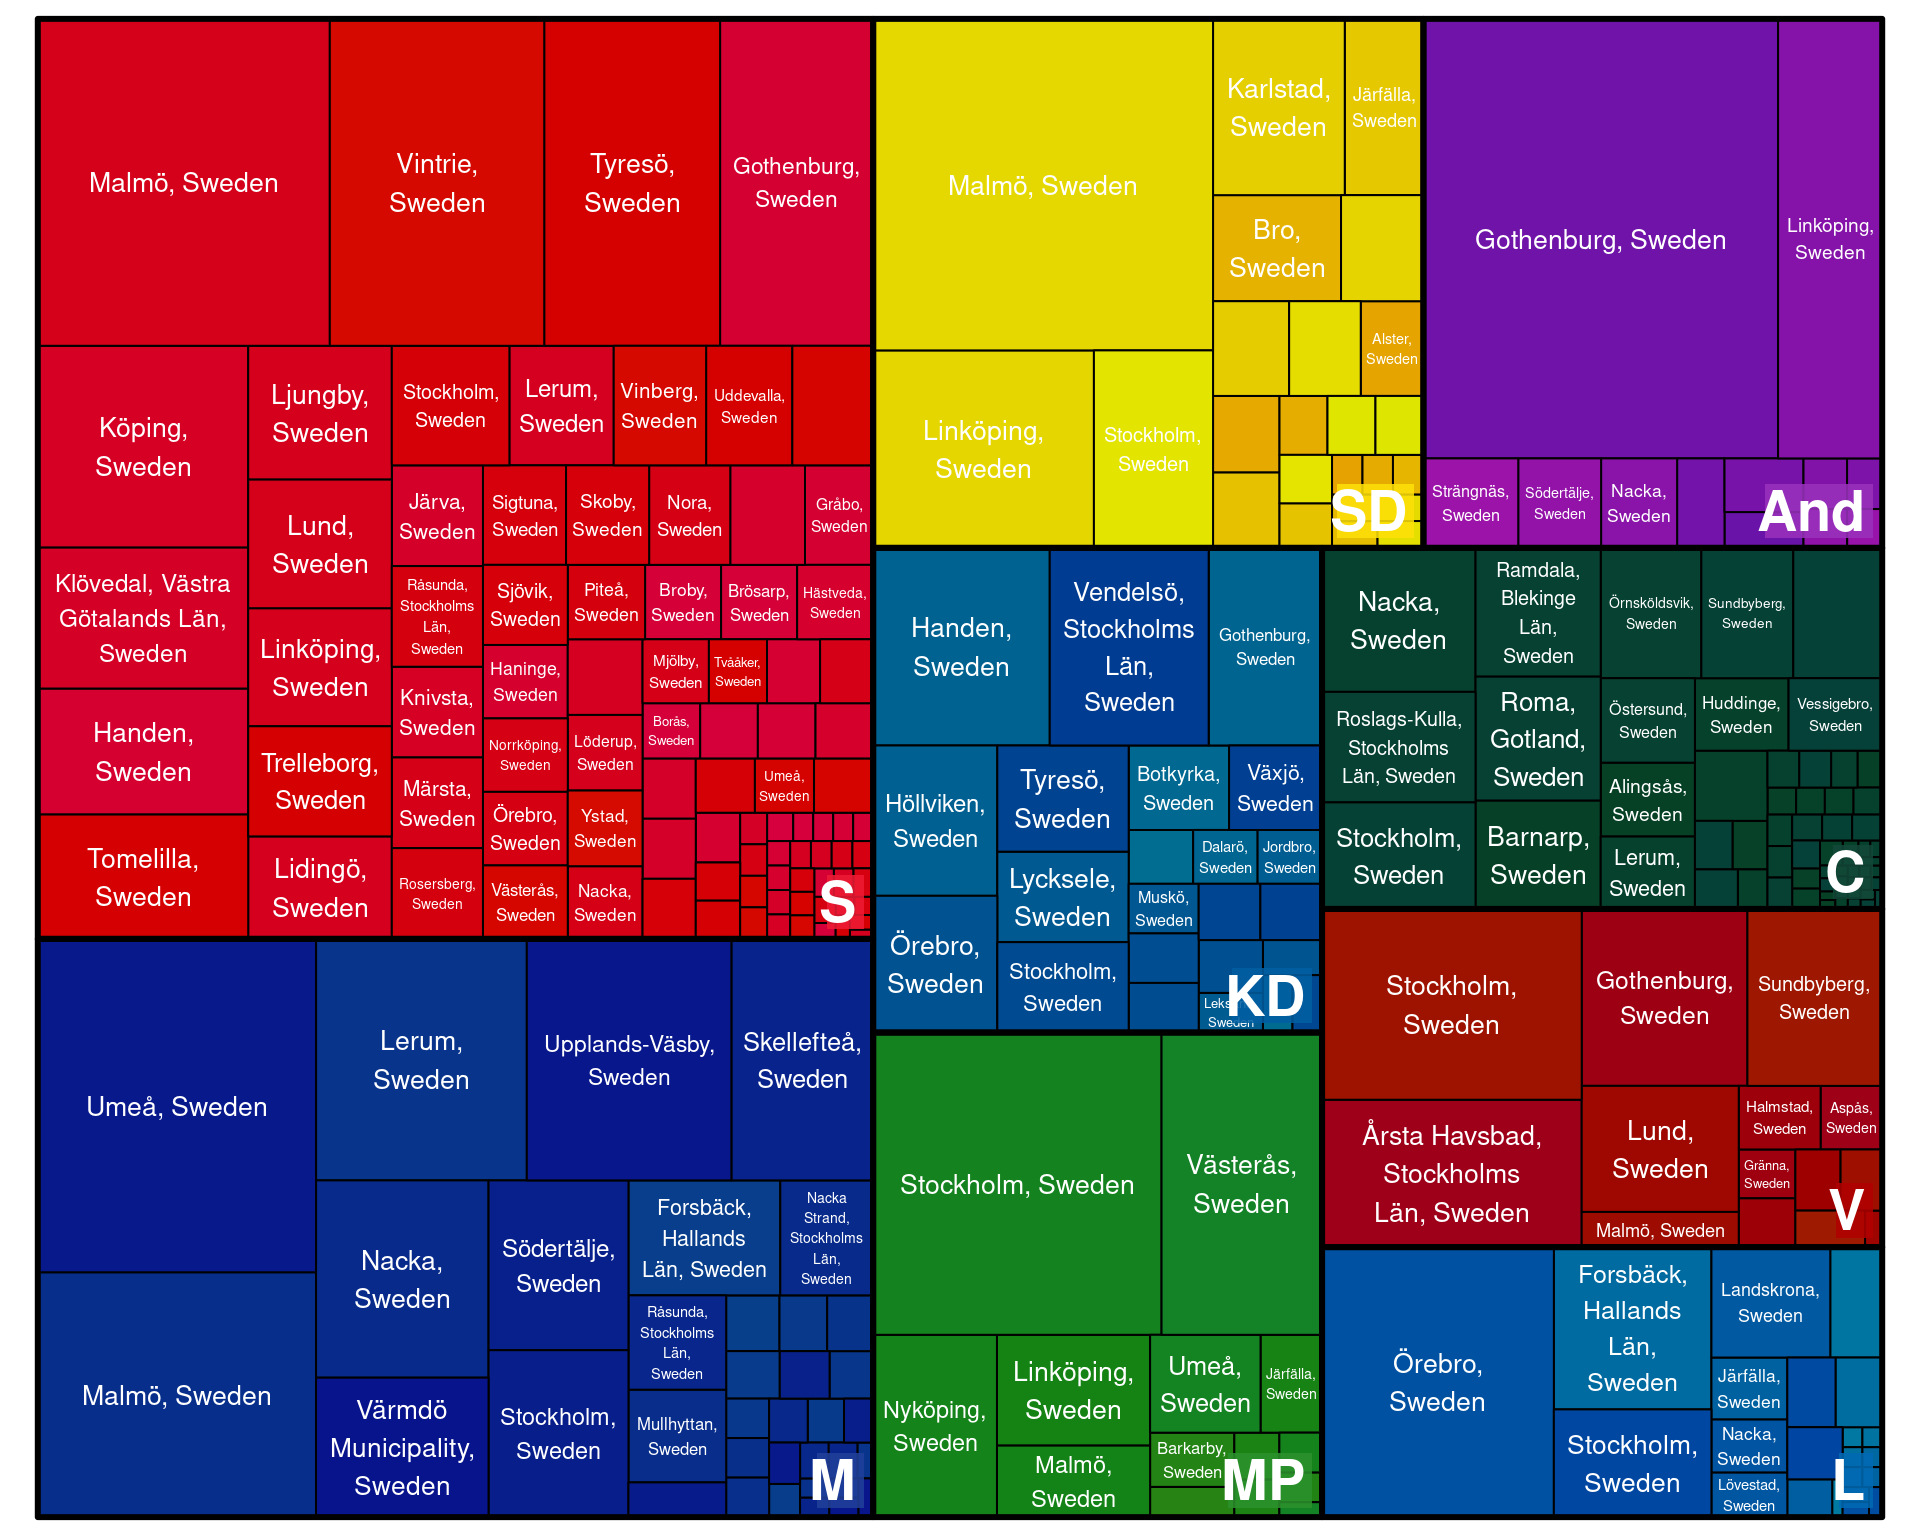 Malmö, Sweden
Vintrie,
Sweden
Tyresö,
Sweden
Gothenburg,
Sweden
Köping,
Sweden
Klövedal, Västra
Götalands Län,
Sweden
Handen,
Sweden
Tomelilla,
Sweden
Ljungby,
Sweden
Lund,
Sweden
Linköping,
Sweden
Trelleborg,
Sweden
Lidingö,
Sweden
Stockholm,
Sweden
Lerum,
Sweden
Vinberg,
Sweden
Uddevalla,
Sweden
Järva,
Sweden
Råsunda,
Stockholms
Län,
Sweden
Knivsta,
Sweden
Märsta,
Sweden
Rosersberg,
Sweden
Sigtuna,
Sweden
Skoby,
Sweden
Nora,
Sweden
Gråbo,
Sweden
Sjövik,
Sweden
Haninge,
Sweden
Norrköping,
Sweden
Örebro,
Sweden
Västerås,
Sweden
Piteå,
Sweden
Broby,
Sweden
Brösarp,
Sweden
Hästveda,
Sweden
Löderup,
Sweden
Ystad,
Sweden
Nacka,
Sweden
Mjölby,
Sweden
Tvååker,
Sweden
Borås,
Sweden
Umeå,
Sweden
S
Malmö, Sweden
Linköping,
Sweden
Stockholm,
Sweden
Karlstad,
Sweden
Järfälla,
Sweden
Bro,
Sweden
Alster,
Sweden
SD
Gothenburg, Sweden
Linköping,
Sweden
Strängnäs,
Sweden
Södertälje,
Sweden
Nacka,
Sweden
And
Handen,
Sweden
Vendelsö,
Stockholms
Län,
Sweden
Gothenburg,
Sweden
Höllviken,
Sweden
Örebro,
Sweden
Tyresö,
Sweden
Lycksele,
Sweden
Stockholm,
Sweden
Botkyrka,
Sweden
Växjö,
Sweden
Dalarö,
Sweden
Jordbro,
Sweden
Muskö,
Sweden
Sweden
KD
Nacka,
Sweden
Roslags-Kulla,
Stockholms
Län, Sweden
Stockholm,
Sweden
Ramdala,
Blekinge
Län,
Sweden
Roma,
Gotland,
Sweden
Barnarp,
Sweden
Örnsköldsvik,
Sweden
Sundbyberg,
Sweden
Östersund,
Sweden
Huddinge,
Sweden
Vessigebro,
Sweden
Alingsås,
Sweden
Lerum,
Sweden
C
Umeå, Sweden
Malmö, Sweden
Lerum,
Sweden
Upplands-Väsby,
Sweden
Skellefteå,
Sweden
Nacka,
Sweden
Värmdö
Municipality,
Sweden
Södertälje,
Sweden
Stockholm,
Sweden
Forsbäck,
Hallands
Län, Sweden
Nacka
Strand,
Stockholms
Län,
Sweden
Råsunda,
Stockholms
Län,
Sweden
Mullhyttan,
Sweden
M
Stockholm, Sweden
Västerås,
Sweden
Nyköping,
Sweden
Linköping,
Sweden
Malmö,
Sweden
Umeå,
Sweden
Järfälla,
Sweden
Barkarby,
Sweden
MP
Stockholm,
Sweden
Årsta Havsbad,
Stockholms
Län, Sweden
Gothenburg,
Sweden
Sundbyberg,
Sweden
Lund,
Sweden
Malmö, Sweden
Halmstad,
Sweden
Aspås,
Sweden
Gränna,
Sweden
V
Örebro,
Sweden
Forsbäck,
Hallands
Län,
Sweden
Stockholm,
Sweden
Landskrona,
Sweden
Järfälla,
Sweden
Nacka,
Sweden
Lövestad,
Sweden
L